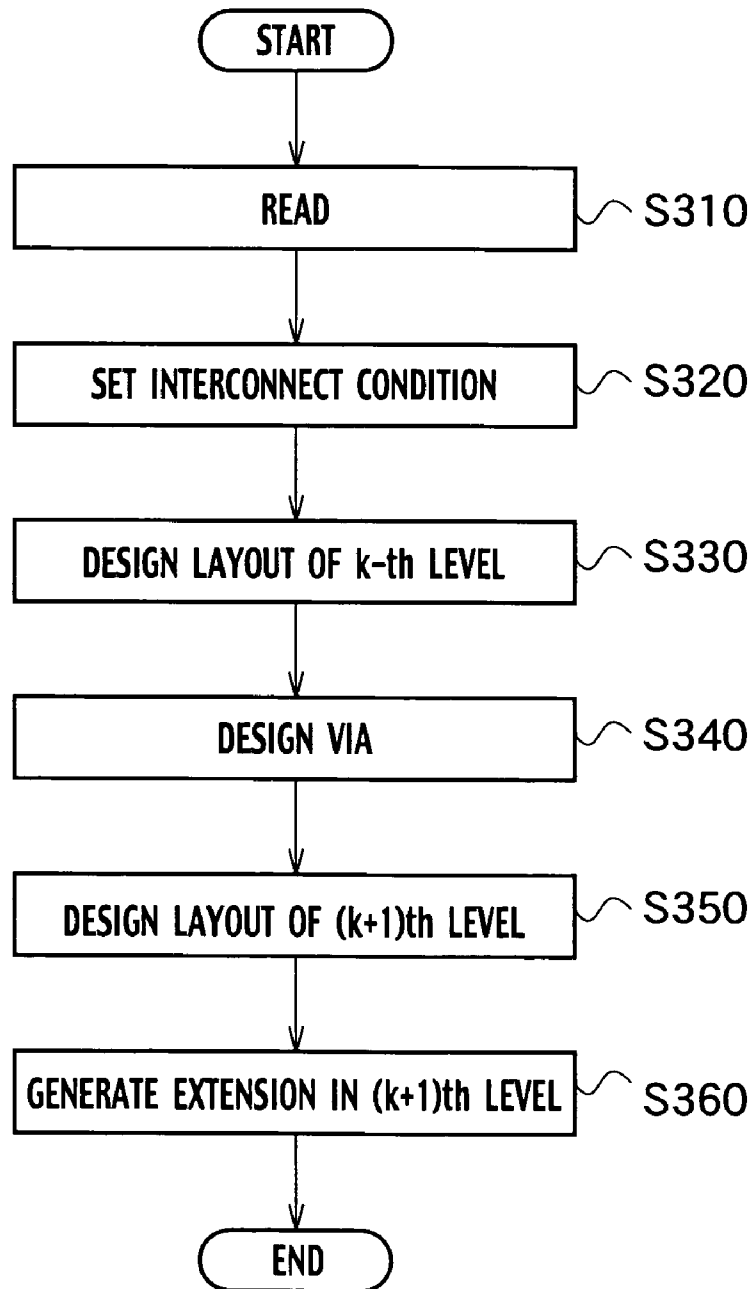 START
READ
S310
SET INTERCONNECT CONDITION
S320
DESIGN LAYOUT OF k-th LEVEL
S330
DESIGN VIA
S340
DESIGN LAYOUT OF (k+1)th LEVEL
S350
GENERATE EXTENSION IN (k+1)th LEVEL
S360
END